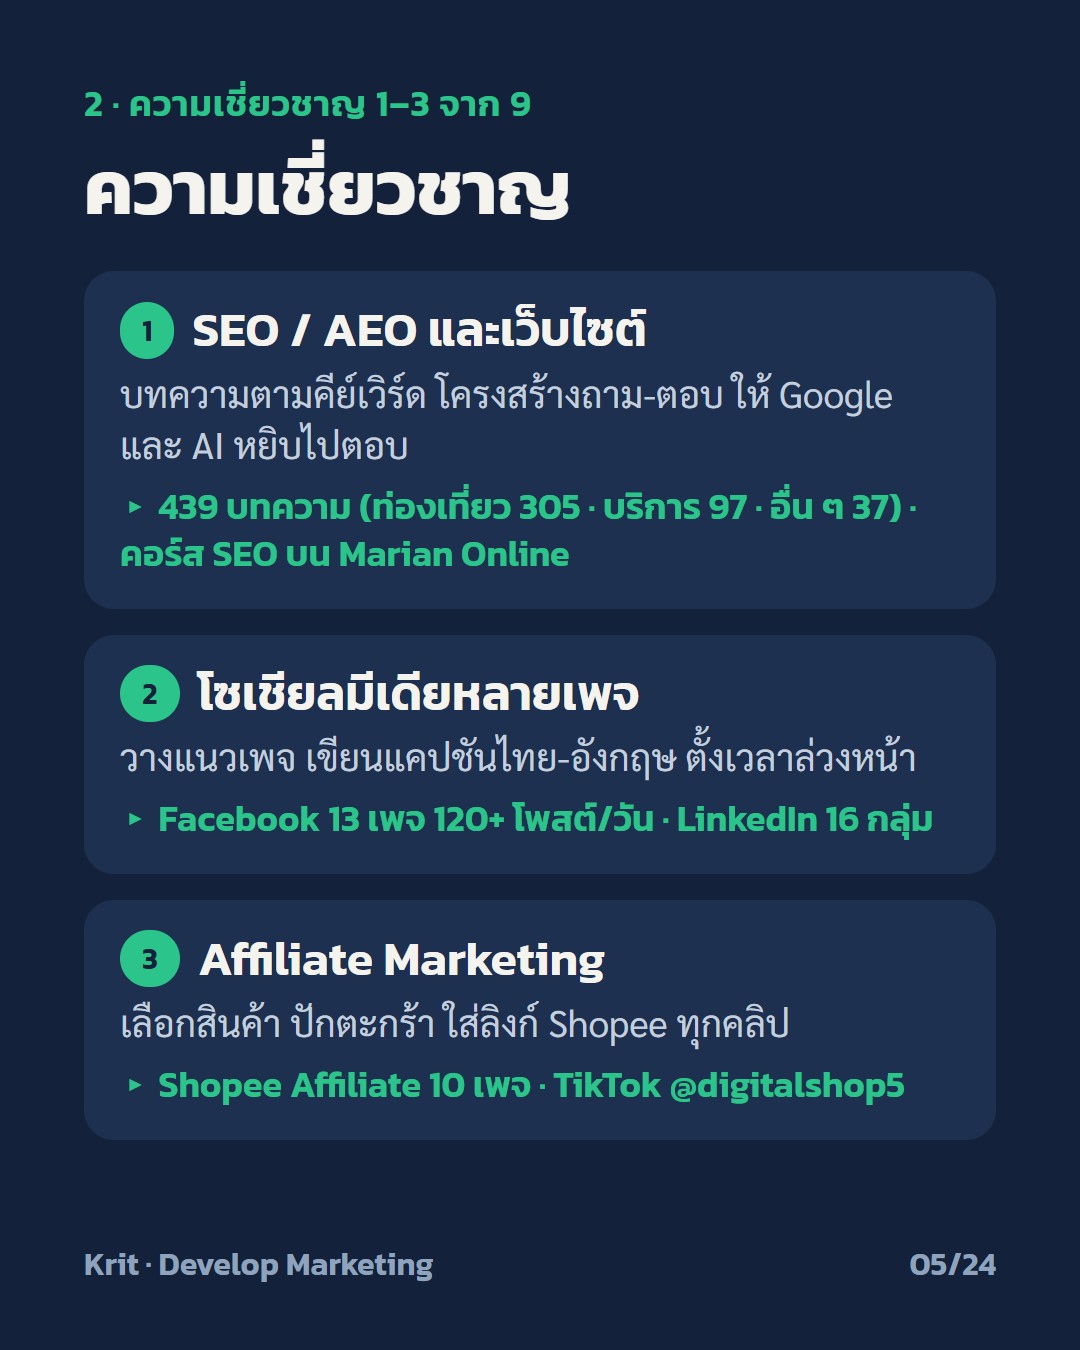 2 · ความเชี่ยวชาญ 1–3 จาก 9
ความเชี่ยวชาญ
1 SEO / AEO และเว็บไซต์
บทความตามคีย์เวิร์ด โครงสร้างถาม-ตอบ ให้ Google
และ AI หยิบไปตอบ
▸ 439 บทความ (ท่องเที่ยว 305 · บริการ 97 · อื่น ๆ 37) ·
คอร์ส SEO บน Marian Online
2 โซเชียลมีเดียหลายเพจ
วางแนวเพจ เขียนแคปชันไทย-อังกฤษ ตั้งเวลาล่วงหน้า
▸ Facebook 13 เพจ 120+ โพสต์/วัน · LinkedIn 16 กลุ่ม
3 Affiliate Marketing
เลือกสินค้า ปักตะกร้า ใส่ลิงก์ Shopee ทุกคลิป
▸ Shopee Affiliate 10 เพจ · TikTok @digitalshop5
Krit · Develop Marketing
05/24